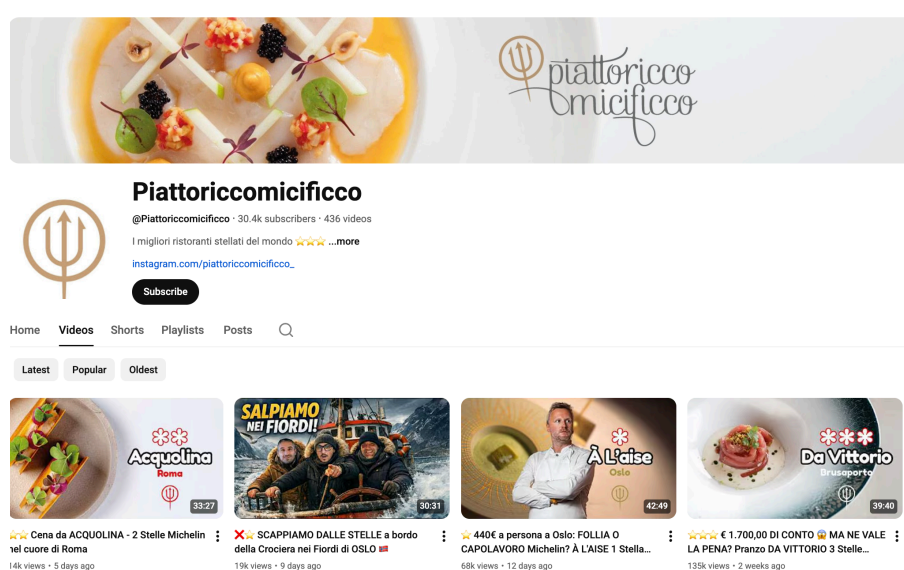 piattoricco
micificco
Piattoriccomicificco
@Piattoriccomicificco · 30.4k subscribers · 436 videos
I migliori ristoranti stellati del mondo ⭐⭐⭐ ...more
instagram.com/piattoriccomicificco_
Subscribe
Home Videos Shorts Playlists Posts
Latest Popular Oldest
Acquolina
Roma
33:27
SALPIAMO
NEI FIORDI!
30:31
À L'aise
Oslo
42:49
Da Vittorio
Brusaporto
39:40
⭐⭐ Cena da ACQUOLINA - 2 Stelle Michelin
nel cuore di Roma
14k views • 5 days ago
❌⭐ SCAPPIAMO DALLE STELLE a bordo
della Crociera nei Fiordi di OSLO 🇳🇴
19k views • 9 days ago
⭐ 440€ a persona a Oslo: FOLLIA O
CAPOLAVORO Michelin? À L'AISE 1 Stella...
68k views • 12 days ago
⭐⭐⭐ € 1.700,00 DI CONTO 😱 MA NE VALE
LA PENA? Pranzo DA VITTORIO 3 Stelle...
135k views • 2 weeks ago